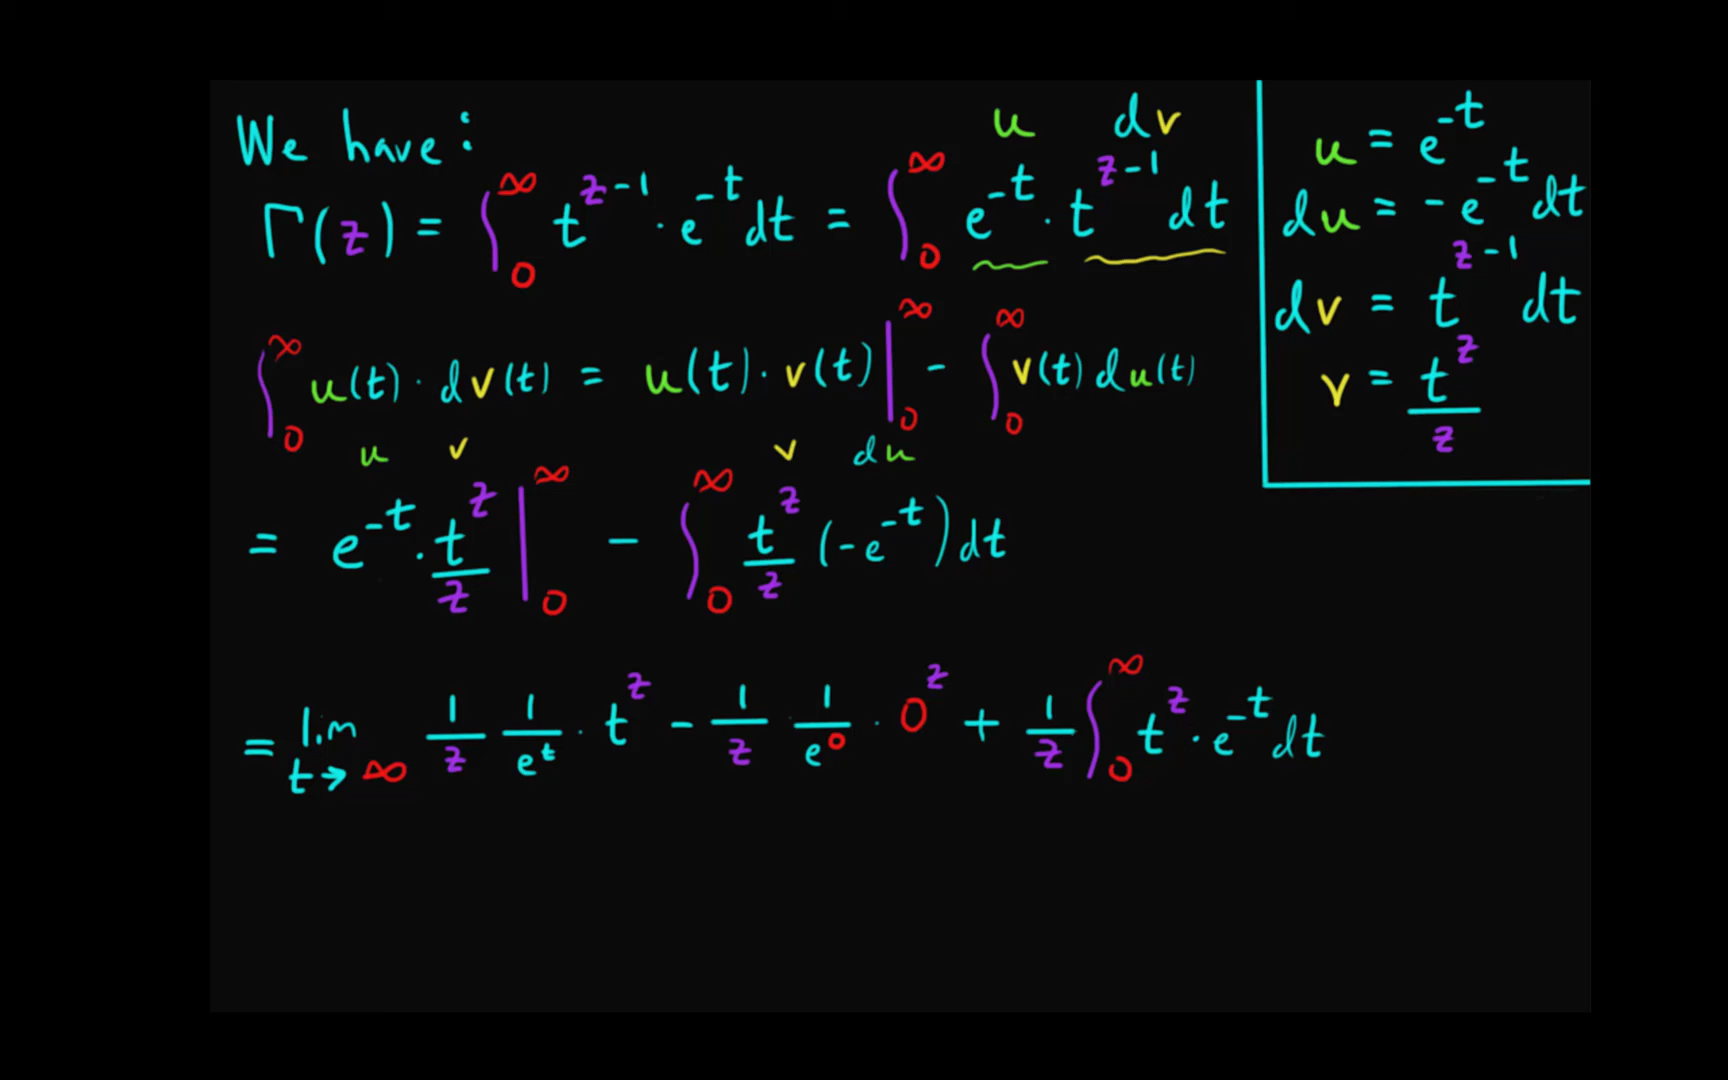 We have:
u dv
Γ(z) = ∫₀^∞ t^(z-1) · e^(-t) dt = ∫₀^∞ e^(-t) · t^(z-1) dt
∫₀^∞ u(t) · dv(t) = u(t) · v(t) |₀^∞ - ∫₀^∞ v(t) du(t)
u v v du
= e^(-t) · t^z/z |₀^∞ - ∫₀^∞ t^z/z (-e^(-t)) dt
= lim t→∞ 1/z 1/e^t · t^z - 1/z 1/e^0 · 0^z + 1/z ∫₀^∞ t^z · e^(-t) dt
u = e^(-t)
du = -e^(-t) dt
dv = t^(z-1) dt
v = t^z/z